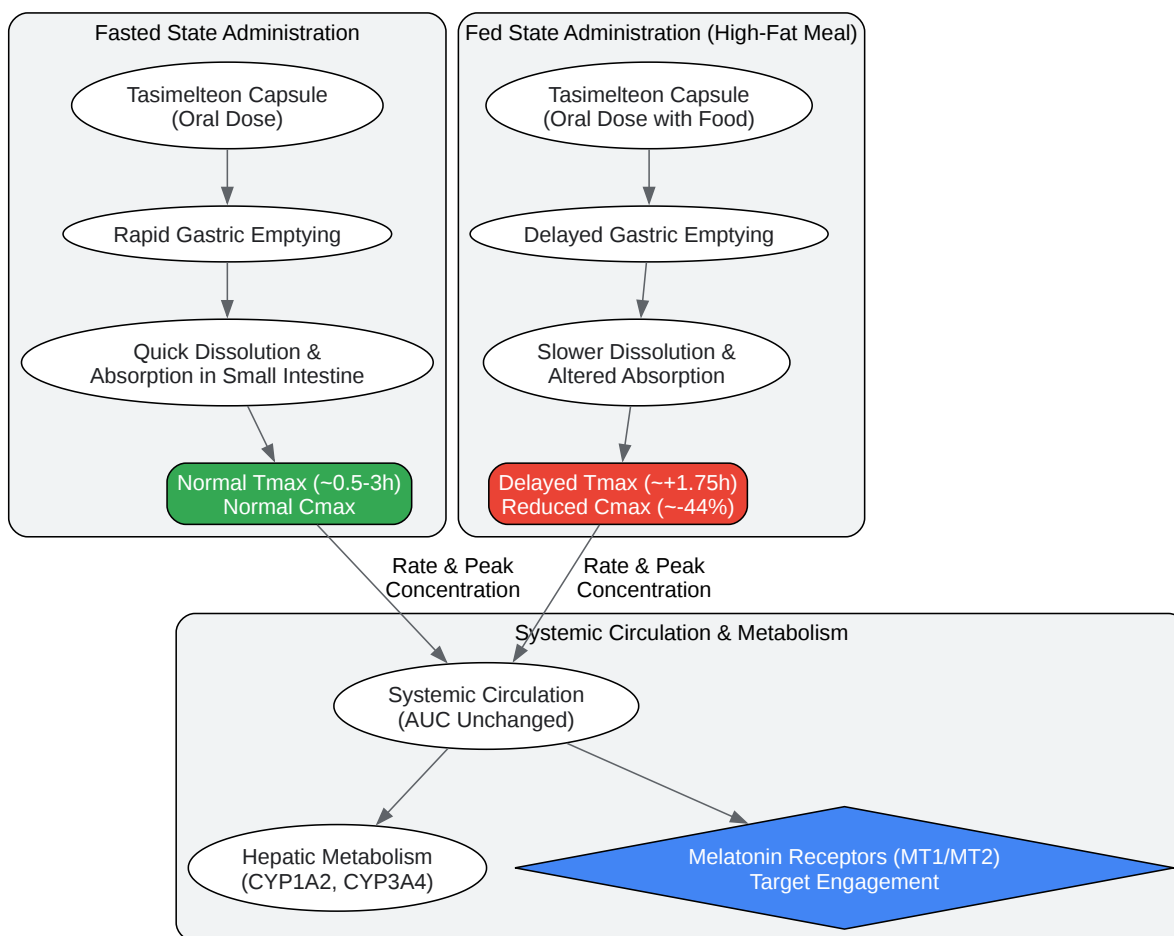 Fasted State Administration
Tasimelteon Capsule
(Oral Dose)
Rapid Gastric Emptying
Quick Dissolution &
Absorption in Small Intestine
Normal Tmax (~0.5-3h)
Normal Cmax
Fed State Administration (High-Fat Meal)
Tasimelteon Capsule
(Oral Dose with Food)
Delayed Gastric Emptying
Slower Dissolution &
Altered Absorption
Delayed Tmax (~+1.75h)
Reduced Cmax (~-44%)
Rate & Peak
Concentration
Rate & Peak
Concentration
Systemic Circulation & Metabolism
Systemic Circulation
(AUC Unchanged)
Hepatic Metabolism
(CYP1A2, CYP3A4)
Melatonin Receptors (MT1/MT2)
Target Engagement